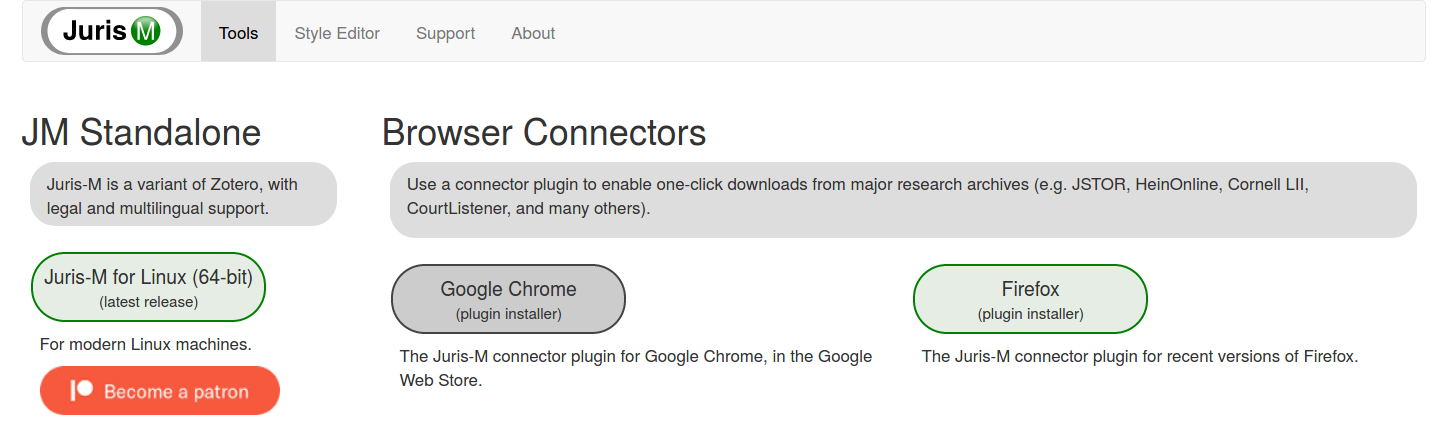 Juris M Tools Style Editor Support About
JM Standalone
Juris-M is a variant of Zotero, with
legal and multilingual support.
Juris-M for Linux (64-bit)
(latest release)
For modern Linux machines.
Become a patron
Browser Connectors
Use a connector plugin to enable one-click downloads from major research archives (e.g. JSTOR, HeinOnline, Cornell LII,
CourtListener, and many others).
Google Chrome
(plugin installer)
The Juris-M connector plugin for Google Chrome, in the Google
Web Store.
Firefox
(plugin installer)
The Juris-M connector plugin for recent versions of Firefox.